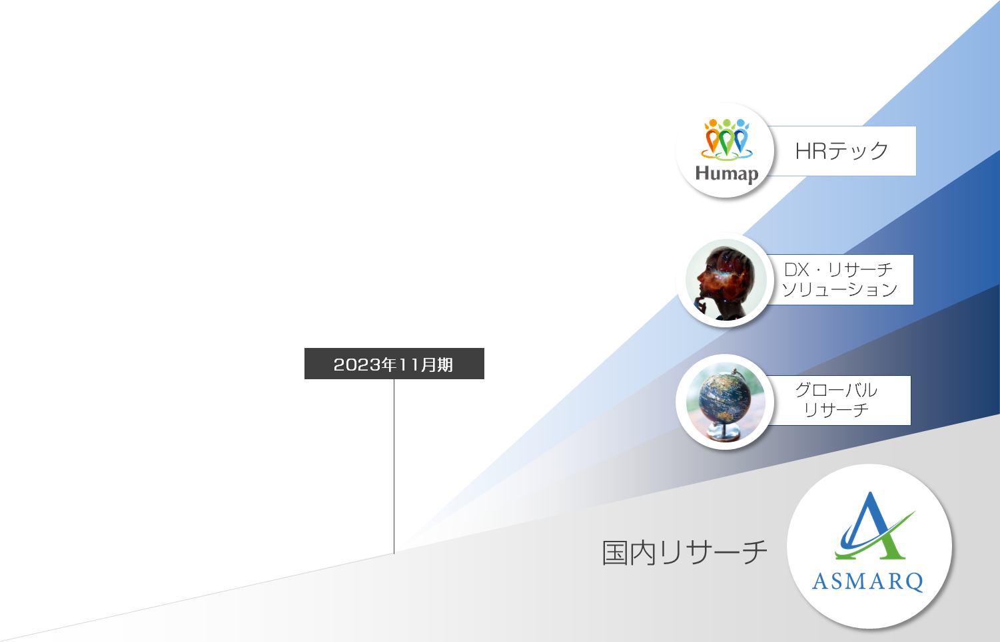 Humap
HRテック
DX・リサーチ
ソリューション
2023年11月期
グローバル
リサーチ
国内リサーチ
ASMARQ